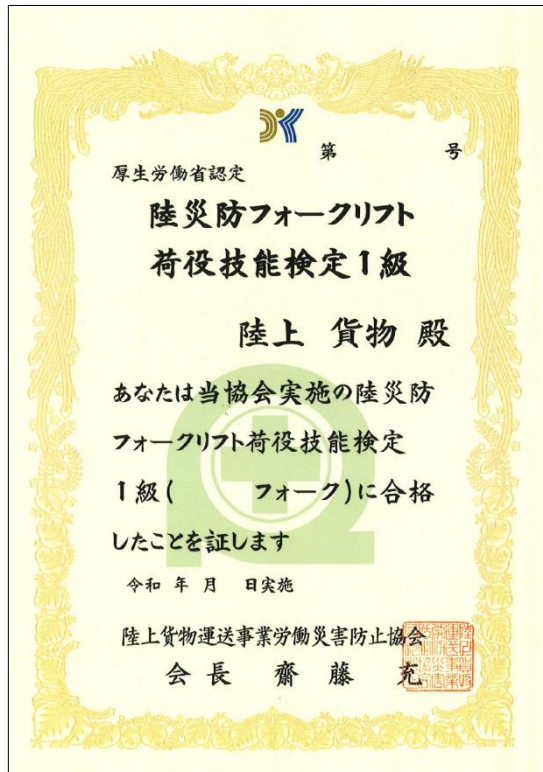 第　　　号
厚生労働省認定
陸災防フォークリフト
荷役技能検定1級
陸上 貨物 殿
あなたは当協会実施の陸災防
フォークリフト荷役技能検定
1級(　　　フォーク)に合格
したことを証します
令和 年 月 日実施
陸上貨物運送事業労働災害防止協会
会長 齋藤 充